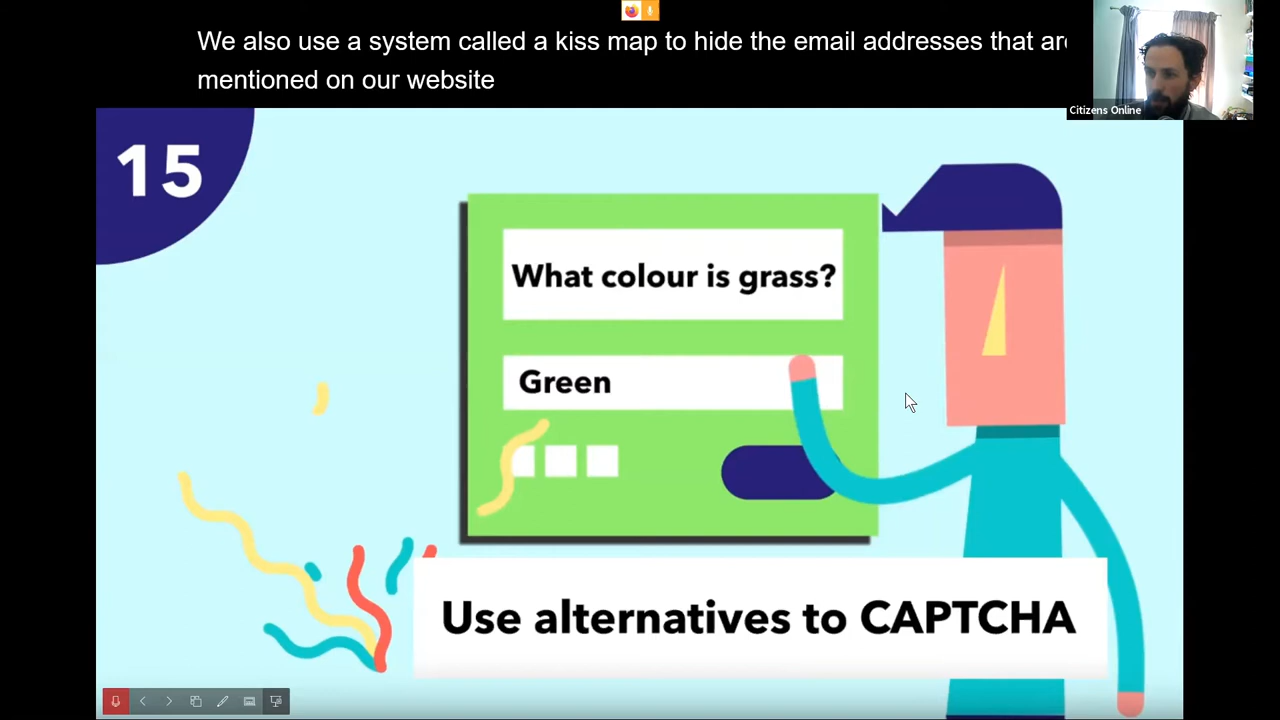 We also use a system called a kiss map to hide the email addresses that are
mentioned on our website
Citizens Online
15
What colour is grass?
Green
Use alternatives to CAPTCHA